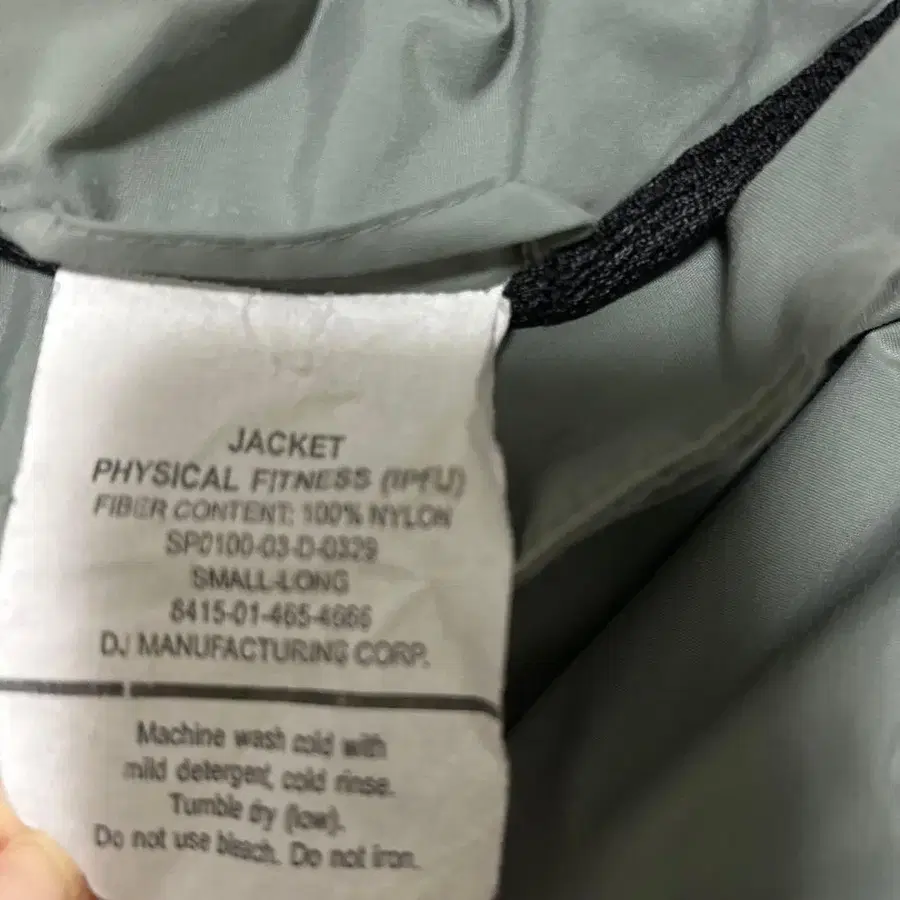 JACKET
PHYSICAL FITNESS (IPFU)
FIBER CONTENT: 100% NYLON
SP0100-03-D-0329
SMALL-LONG
8415-01-465-4666
DJ MANUFACTURING CORP.
Machine wash cold with
mild detergent, cold rinse.
Tumble dry (low).
Do not use bleach. Do not iron.